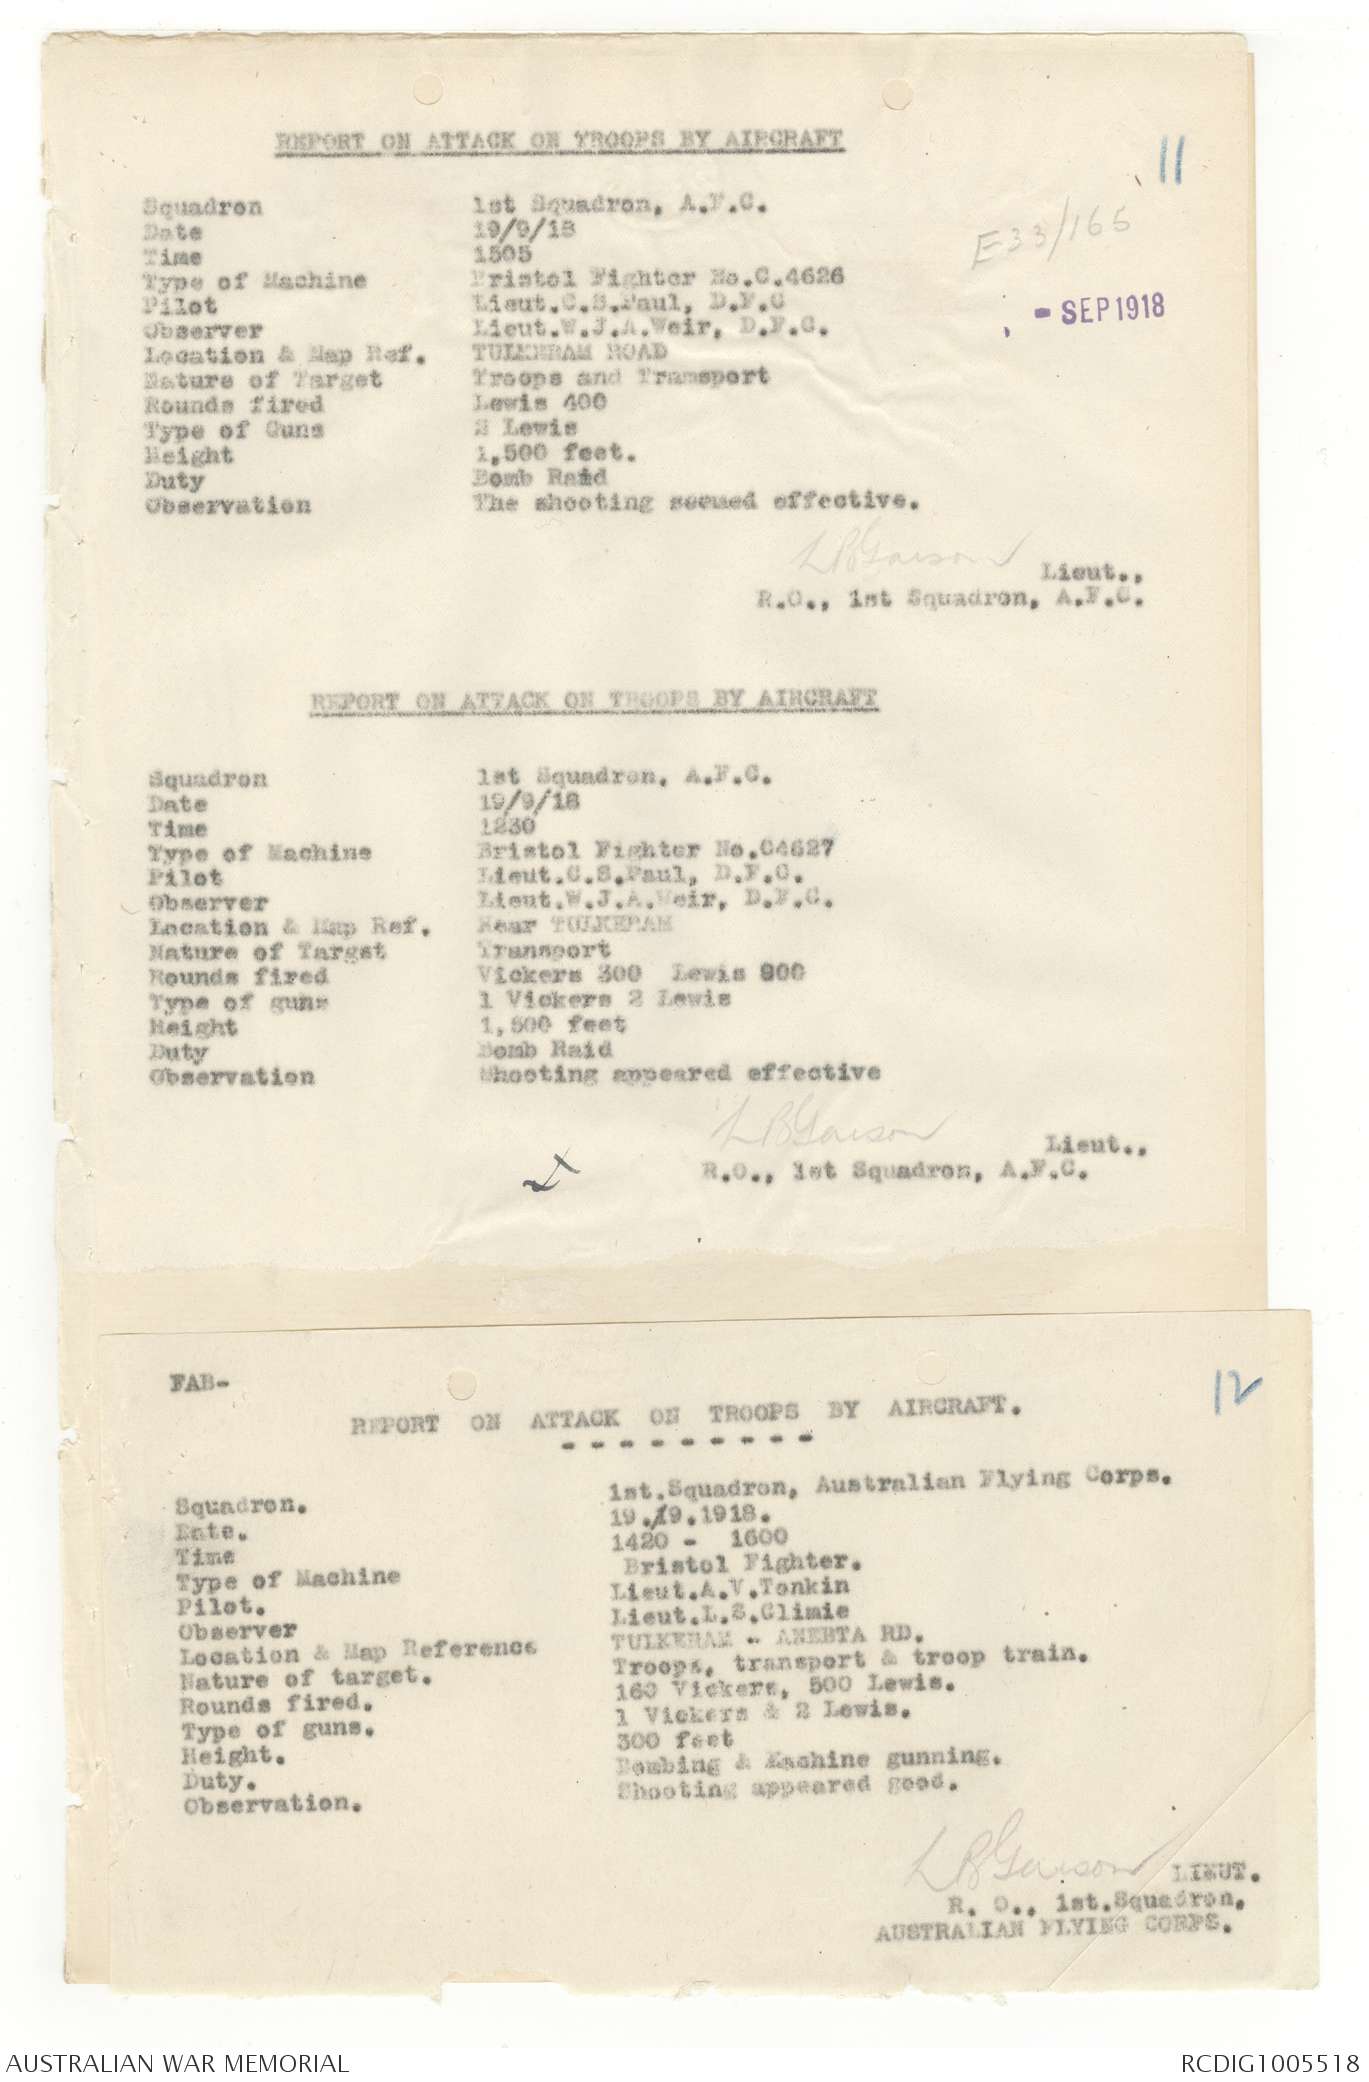 REPORT ON ATTACK ON TROOPS BY AIRCRAFT
11
E33/165
- SEP 1918
Squadron 1st Squadron, A.F.C.
Date 19/9/18
Time 1505
Type of Machine Bristol Fighter No.C.4626
Pilot Lieut.C.S.Paul, D.F.C
Observer Lieut.W.J.A.Weir, D.F.C.
Location & Map Ref. TULKERAM ROAD
Nature of Target Troops and Transport
Rounds fired Lewis 400
Type of Guns 2 Lewis
Height 1,500 feet.
Duty Bomb Raid
Observation The shooting seemed effective.
Lieut.,
R.O., 1st Squadron, A.F.C.
REPORT ON ATTACK ON TROOPS BY AIRCRAFT
Squadron 1st Squadron, A.F.C.
Date 19/9/18
Time 1230
Type of Machine Bristol Fighter No.C4627
Pilot Lieut.C.S.Paul, D.F.C.
Observer Lieut.W.J.A.Weir, D.F.C.
Location & Map Ref. Near TULKERAM
Nature of Target Transport
Rounds fired Vickers 300 Lewis 900
Type of guns 1 Vickers 2 Lewis
Height 1,500 feet
Duty Bomb Raid
Observation Shooting appeared effective
Lieut.,
R.O., 1st Squadron, A.F.C.
FAB-
12
REPORT ON ATTACK ON TROOPS BY AIRCRAFT.
- - - - - - - - -
Squadron. 1st.Squadron, Australian Flying Corps.
Date. 19.9.1918.
Time 1420 - 1600
Type of Machine Bristol Fighter.
Pilot. Lieut.A.V.Tonkin
Observer Lieut.L.S.Climie
Location & Map Reference TULKERAM - ANEBTA RD.
Nature of target. Troops, transport & troop train.
Rounds fired. 160 Vickers, 500 Lewis.
Type of guns. 1 Vickers & 2 Lewis.
Height. 300 feet
Duty. Bombing & Machine gunning.
Observation. Shooting appeared good.
LIEUT.
R. O., 1st.Squadron,
AUSTRALIAN FLYING CORPS.
AUSTRALIAN WAR MEMORIAL
RCDIG1005518